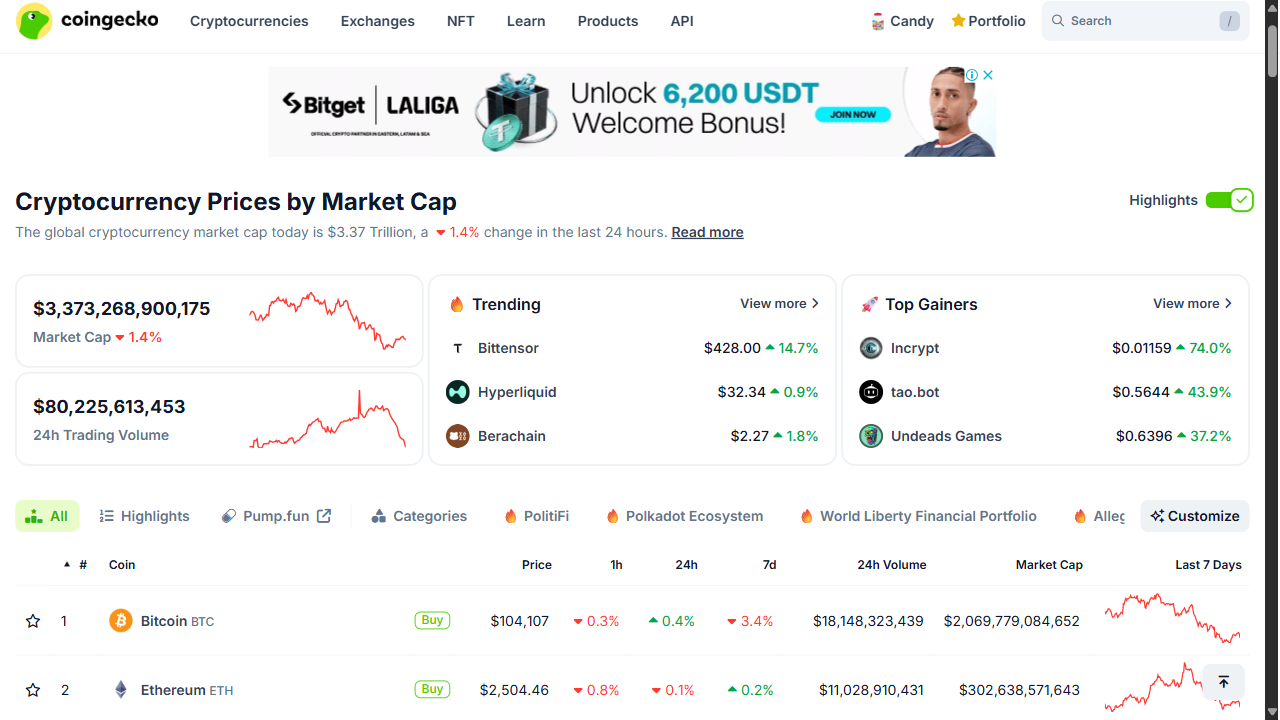 coingecko Cryptocurrencies Exchanges NFT Learn Products API Candy Portfolio Search /
Bitget LALIGA
OFFICIAL CRYPTO PARTNER IN EASTERN, LATAM & SEA
Unlock 6,200 USDT
Welcome Bonus!
JOIN NOW
Cryptocurrency Prices by Market Cap
Highlights
The global cryptocurrency market cap today is $3.37 Trillion, a 1.4% change in the last 24 hours. Read more
$3,373,268,900,175
Market Cap 1.4%
$80,225,613,453
24h Trading Volume
Trending View more
Bittensor $428.00 14.7%
Hyperliquid $32.34 0.9%
Berachain $2.27 1.8%
Top Gainers View more
Incrypt $0.01159 74.0%
tao.bot $0.5644 43.9%
Undeads Games $0.6396 37.2%
All Highlights Pump.fun Categories PolitiFi Polkadot Ecosystem World Liberty Financial Portfolio Alleg Customize
# Coin Price 1h 24h 7d 24h Volume Market Cap Last 7 Days
1 Bitcoin BTC Buy $104,107 0.3% 0.4% 3.4% $18,148,323,439 $2,069,779,084,652
2 Ethereum ETH Buy $2,504.46 0.8% 0.1% 0.2% $11,028,910,431 $302,638,571,643